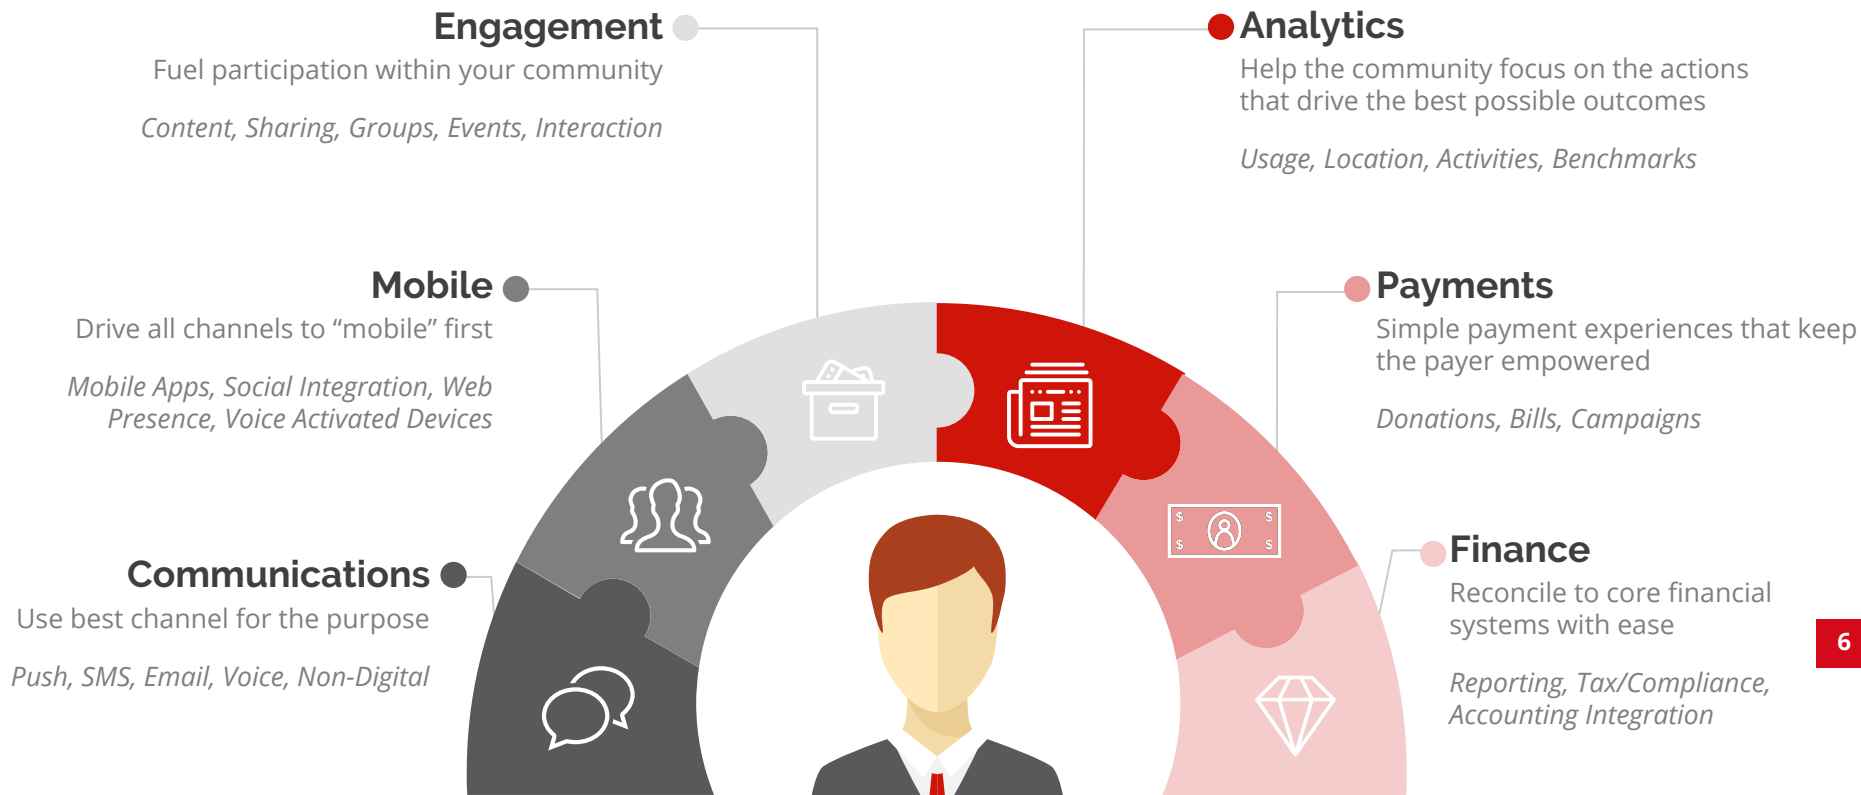 Engagement
Fuel participation within your community
Content, Sharing, Groups, Events, Interaction
Analytics
Help the community focus on the actions
that drive the best possible outcomes
Usage, Location, Activities, Benchmarks
Mobile
Drive all channels to “mobile” first
Mobile Apps, Social Integration, Web
Presence, Voice Activated Devices
Payments
Simple payment experiences that keep
the payer empowered
Donations, Bills, Campaigns
Communications
Use best channel for the purpose
Push, SMS, Email, Voice, Non-Digital
Finance
Reconcile to core financial
systems with ease
Reporting, Tax/Compliance,
Accounting Integration
$ $
$ $
6